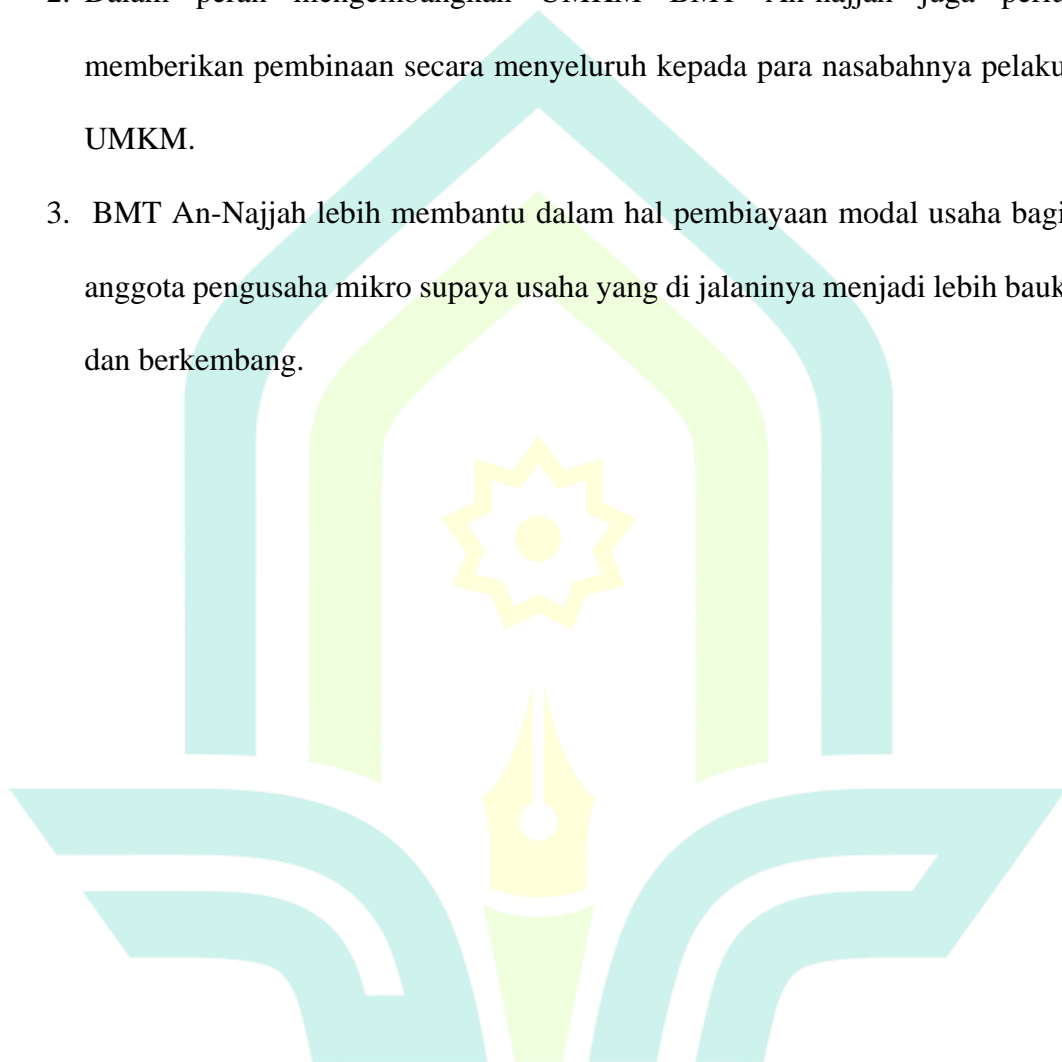 2. Dalam peran mengembangkan UMKM BMT An-najjah juga perlu
memberikan pembinaan secara menyeluruh kepada para nasabahnya pelaku
UMKM.
3. BMT An-Najjah lebih membantu dalam hal pembiayaan modal usaha bagi
anggota pengusaha mikro supaya usaha yang di jalaninya menjadi lebih bauk
dan berkembang.